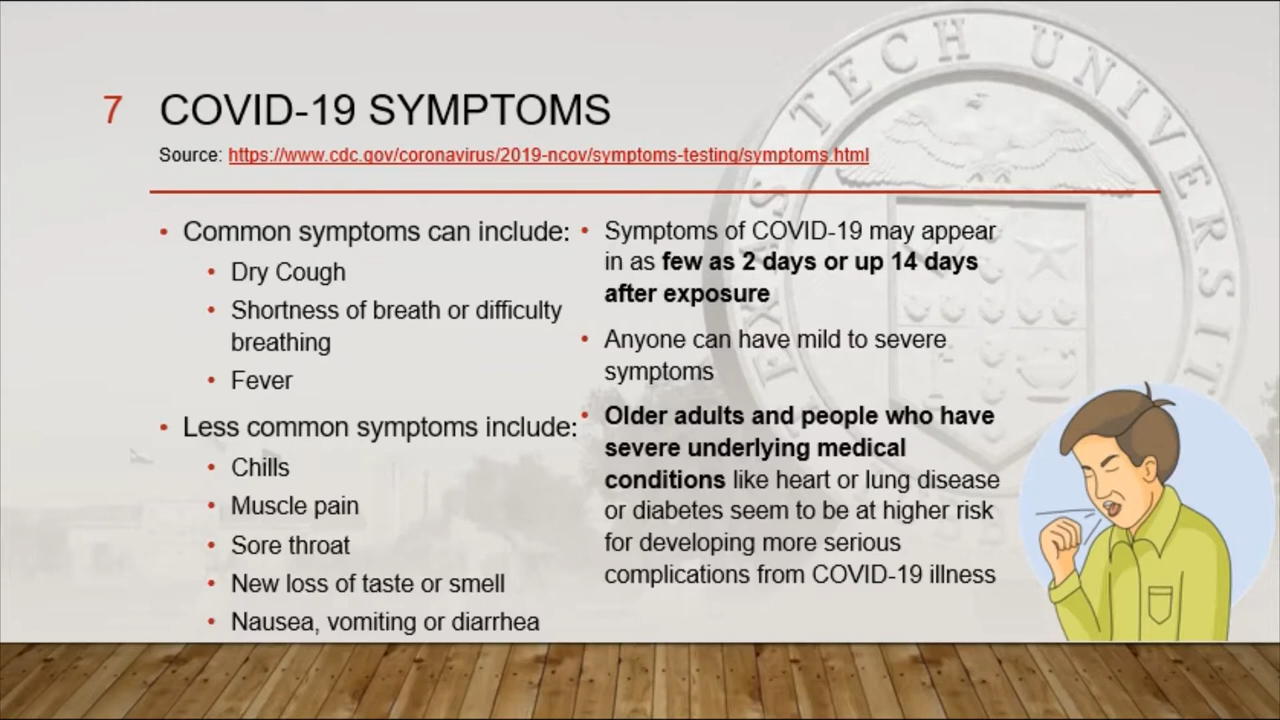 7 COVID-19 SYMPTOMS
Source: https://www.cdc.gov/coronavirus/2019-ncov/symptoms-testing/symptoms.html
• Common symptoms can include:
• Dry Cough
• Shortness of breath or difficulty
breathing
• Fever
• Less common symptoms include:
• Chills
• Muscle pain
• Sore throat
• New loss of taste or smell
• Nausea, vomiting or diarrhea
• Symptoms of COVID-19 may appear
in as few as 2 days or up 14 days
after exposure
• Anyone can have mild to severe
symptoms
• Older adults and people who have
severe underlying medical
conditions like heart or lung disease
or diabetes seem to be at higher risk
for developing more serious
complications from COVID-19 illness
TEXAS TECH UNIVERSIT